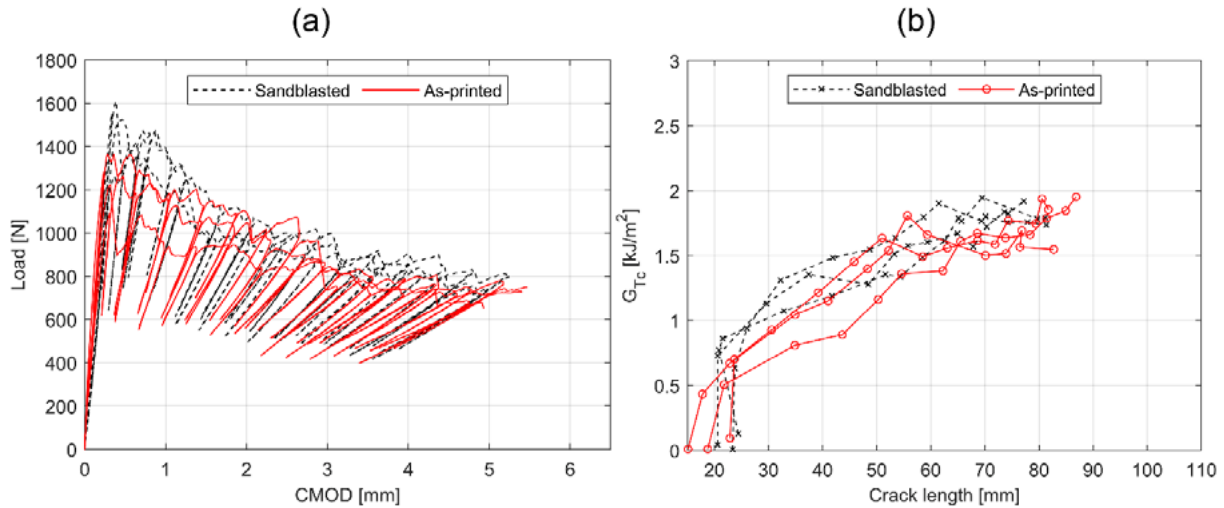 (a)
1800
1600
1400
1200
1000
800
600
400
200
0
Load [N]
Sandblasted
As-printed
0 1 2 3 4 5 6
CMOD [mm]
(b)
3
2.5
2
1.5
1
0.5
0
G_Tc [kJ/m²]
Sandblasted
As-printed
20 30 40 50 60 70 80 90 100 110
Crack length [mm]